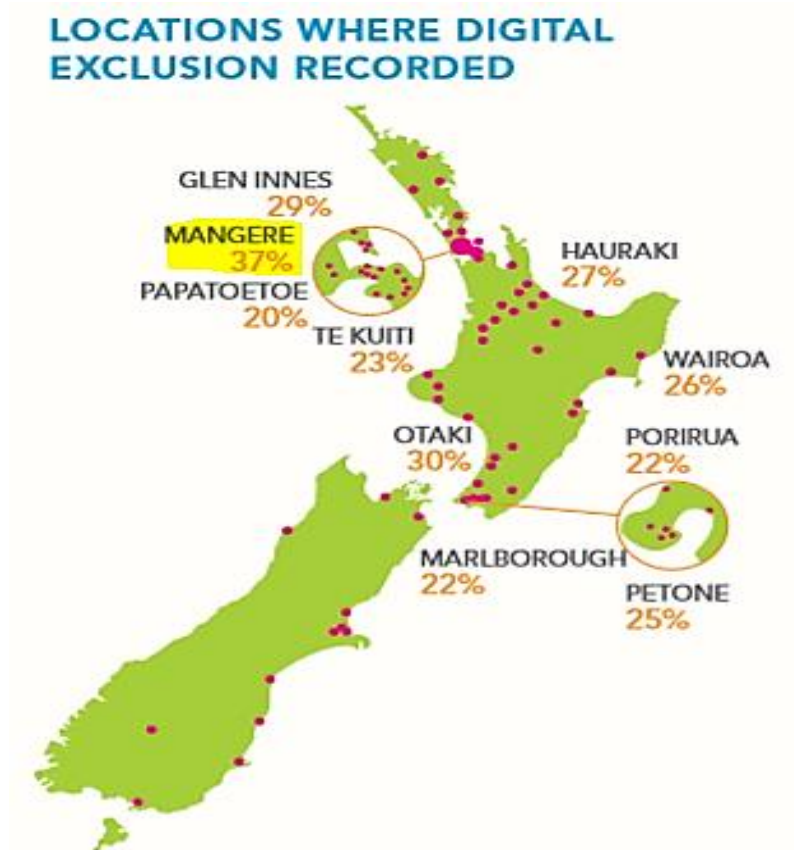 LOCATIONS WHERE DIGITAL
EXCLUSION RECORDED
GLEN INNES
29%
MANGERE
37%
PAPATOETOE
20%
TE KUITI
23%
HAURAKI
27%
WAIROA
26%
OTAKI
30%
PORIRUA
22%
MARLBOROUGH
22%
PETONE
25%